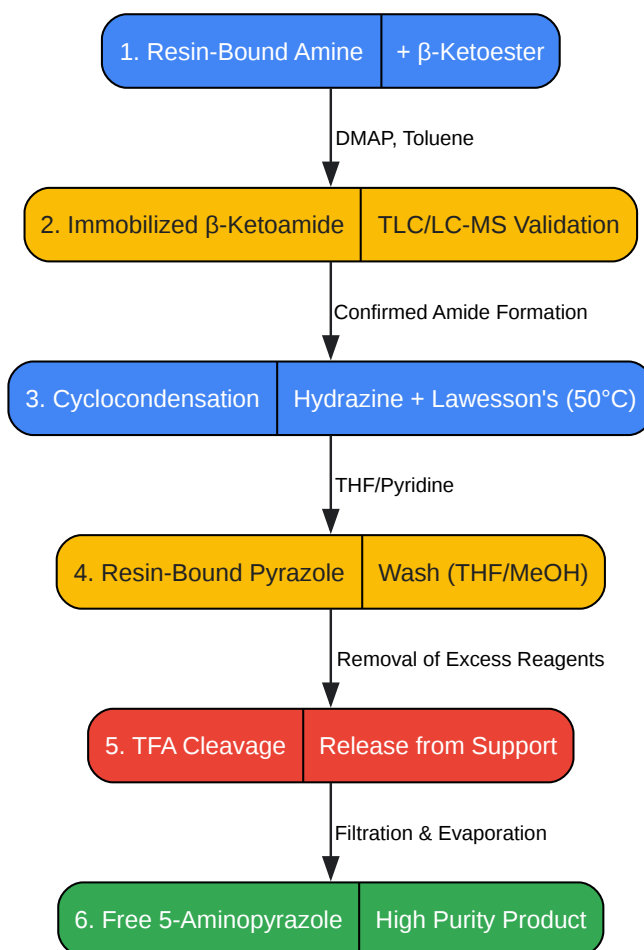 1. Resin-Bound Amine + β-Ketoester
DMAP, Toluene
2. Immobilized β-Ketoamide TLC/LC-MS Validation
Confirmed Amide Formation
3. Cyclocondensation Hydrazine + Lawesson's (50°C)
THF/Pyridine
4. Resin-Bound Pyrazole Wash (THF/MeOH)
Removal of Excess Reagents
5. TFA Cleavage Release from Support
Filtration & Evaporation
6. Free 5-Aminopyrazole High Purity Product